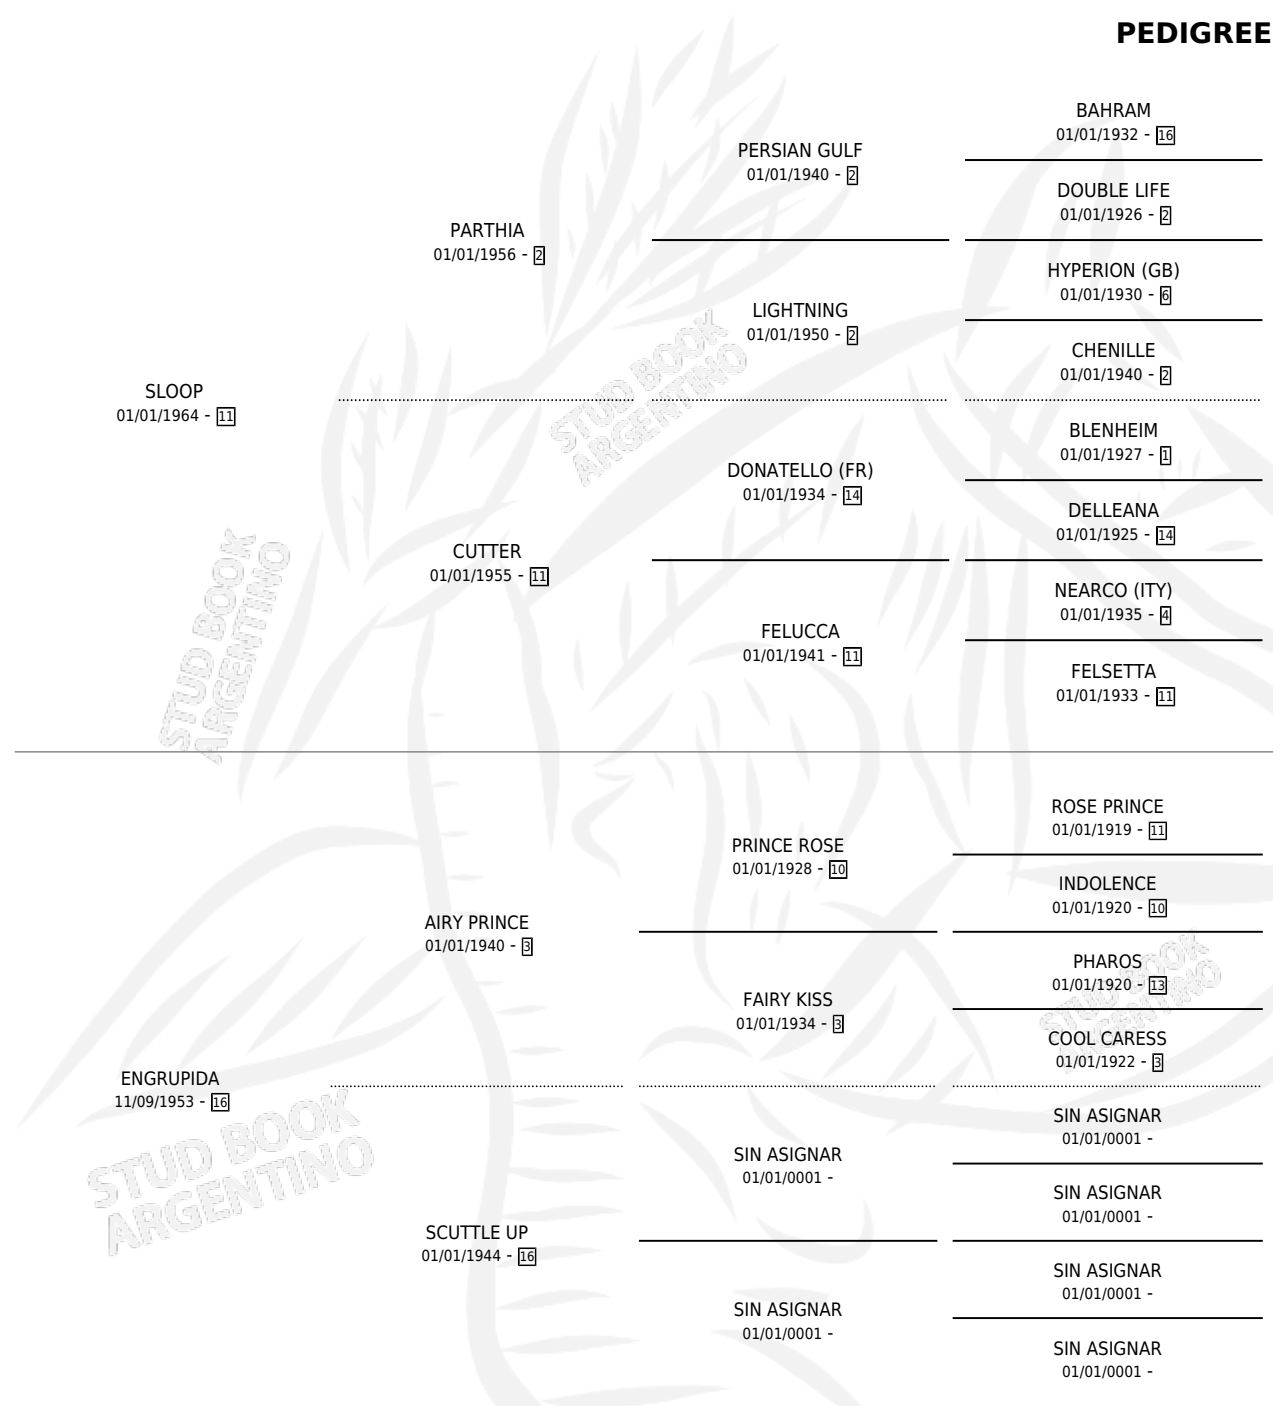 PEDIGREE
BAHRAM
01/01/1932 - 16
PERSIAN GULF
01/01/1940 - 2
DOUBLE LIFE
01/01/1926 - 2
PARTHIA
01/01/1956 - 2
HYPERION (GB)
01/01/1930 - 6
LIGHTNING
01/01/1950 - 2
CHENILLE
01/01/1940 - 2
SLOOP
01/01/1964 - 11
STUD BOOK
ARGENTINO
BLENHEIM
01/01/1927 - 1
DONATELLO (FR)
01/01/1934 - 14
DELLEANA
01/01/1925 - 14
CUTTER
01/01/1955 - 11
NEARCO (ITY)
01/01/1935 - 4
FELUCCA
01/01/1941 - 11
FELSETTA
01/01/1933 - 11
STUD BOOK
ARGENTINO
ROSE PRINCE
01/01/1919 - 11
PRINCE ROSE
01/01/1928 - 10
INDOLENCE
01/01/1920 - 10
AIRY PRINCE
01/01/1940 - 3
PHAROS
01/01/1920 - 13
FAIRY KISS
01/01/1934 - 3
COOL CARESS
01/01/1922 - 3
STUD BOOK
ARGENTINO
ENGRUPIDA
11/09/1953 - 16
SIN ASIGNAR
01/01/0001 -
SIN ASIGNAR
01/01/0001 -
SIN ASIGNAR
01/01/0001 -
STUD BOOK
ARGENTINO
SCUTTLE UP
01/01/1944 - 16
SIN ASIGNAR
01/01/0001 -
SIN ASIGNAR
01/01/0001 -
SIN ASIGNAR
01/01/0001 -